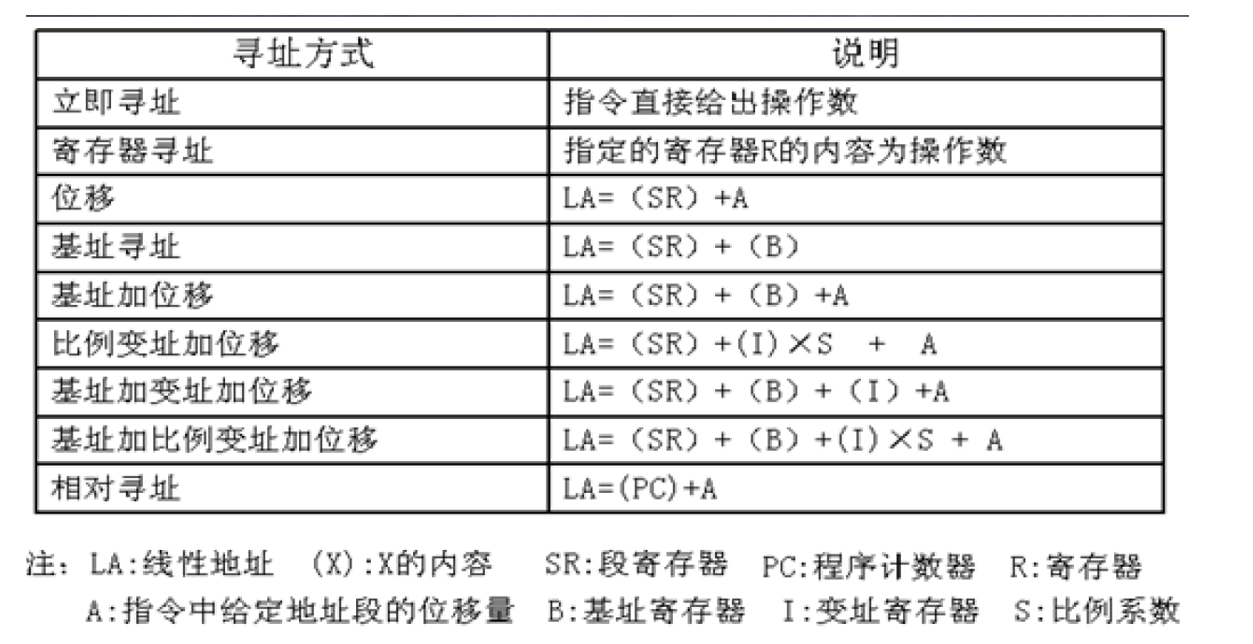 寻址方式 说明
立即寻址 指令直接给出操作数
寄存器寻址 指定的寄存器R的内容为操作数
位移 LA=（SR）+A
基址寻址 LA=（SR）+（B）
基址加位移 LA=（SR）+（B）+A
比例变址加位移 LA=（SR）+(I)×S + A
基址加变址加位移 LA=（SR）+（B）+（I）+A
基址加比例变址加位移 LA=（SR）+（B）+(I)×S + A
相对寻址 LA=(PC)+A
注：LA:线性地址 (X):X的内容 SR:段寄存器 PC:程序计数器 R:寄存器
A:指令中给定地址段的位移量 B:基址寄存器 I:变址寄存器 S:比例系数